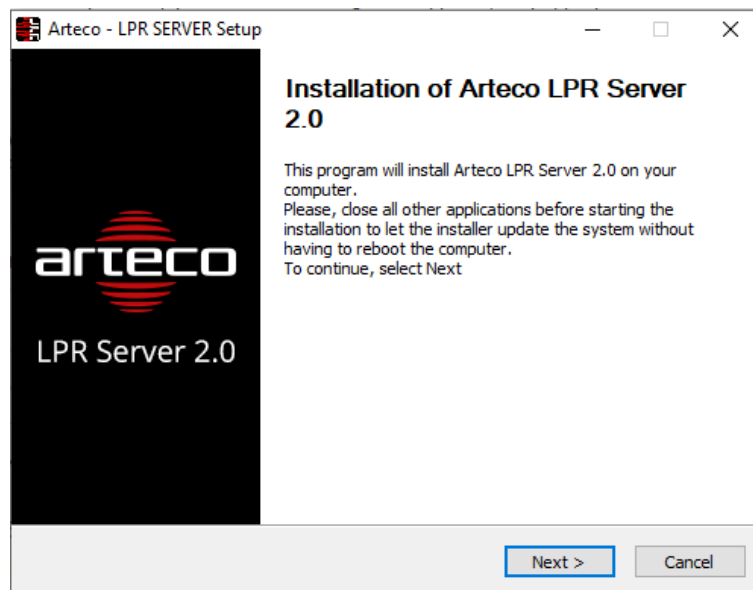 Arteco - LPR SERVER Setup
Installation of Arteco LPR Server
2.0
This program will install Arteco LPR Server 2.0 on your
computer.
Please, close all other applications before starting the
installation to let the installer update the system without
having to reboot the computer.
To continue, select Next
arteco
LPR Server 2.0
Next >
Cancel